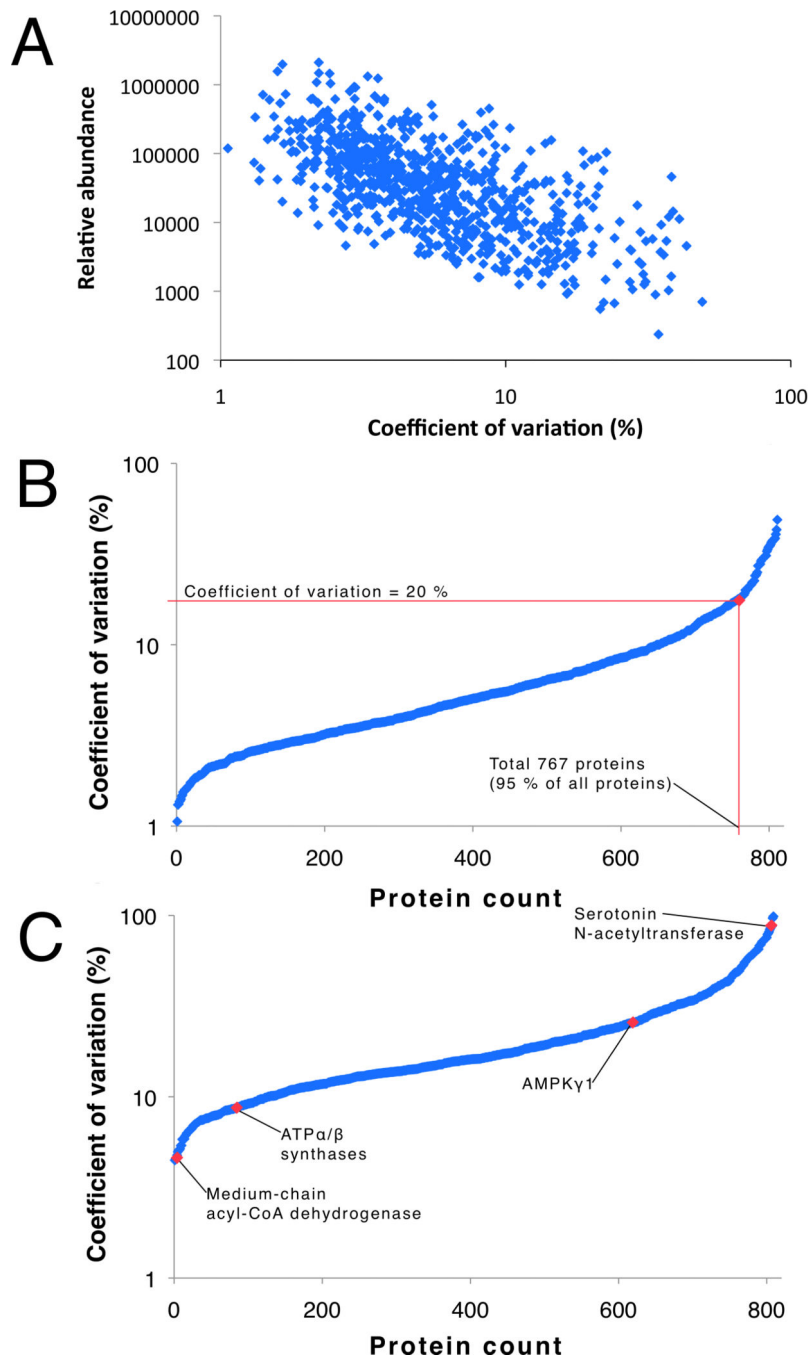 A
10000000
1000000
100000
10000
1000
100
Relative abundance
1
10
100
Coefficient of variation (%)
B
100
10
1
Coefficient of variation (%)
Coefficient of variation = 20 %
Total 767 proteins
(95 % of all proteins)
0
200
400
600
800
Protein count
C
100
10
1
Coefficient of variation (%)
Serotonin
N-acetyltransferase
AMPKγ1
ATPα/β
synthases
Medium-chain
acyl-CoA dehydrogenase
0
200
400
600
800
Protein count